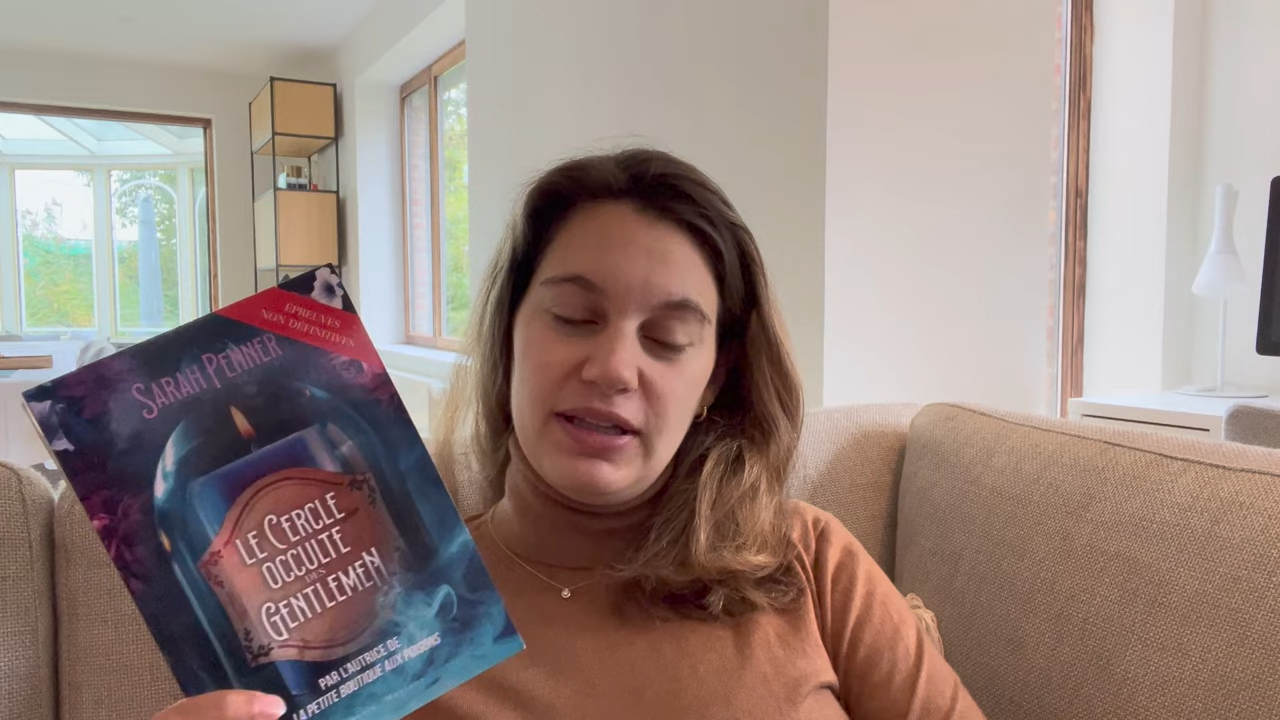 ÉPREUVES
NON DÉFINITIVES
SARAH PENNER
LE CERCLE
OCCULTE
DES
GENTLEMEN
PAR L'AUTRICE DE
LA PETITE BOUTIQUE AUX POISONS